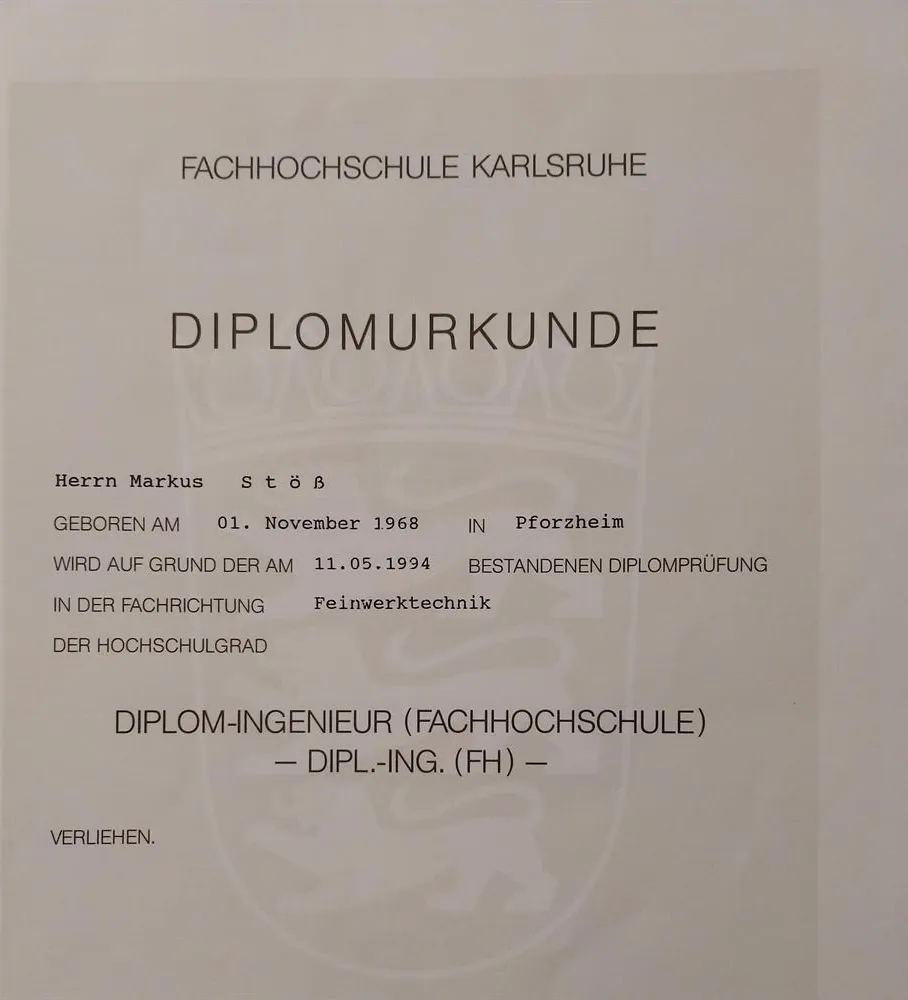 FACHHOCHSCHULE KARLSRUHE
DIPLOMURKUNDE
Herrn Markus S t ö ß
GEBOREN AM 01. November 1968 IN Pforzheim
WIRD AUF GRUND DER AM 11.05.1994 BESTANDENEN DIPLOMPRÜFUNG
IN DER FACHRICHTUNG Feinwerktechnik
DER HOCHSCHULGRAD
DIPLOM-INGENIEUR (FACHHOCHSCHULE)
— DIPL.-ING. (FH) —
VERLIEHEN.